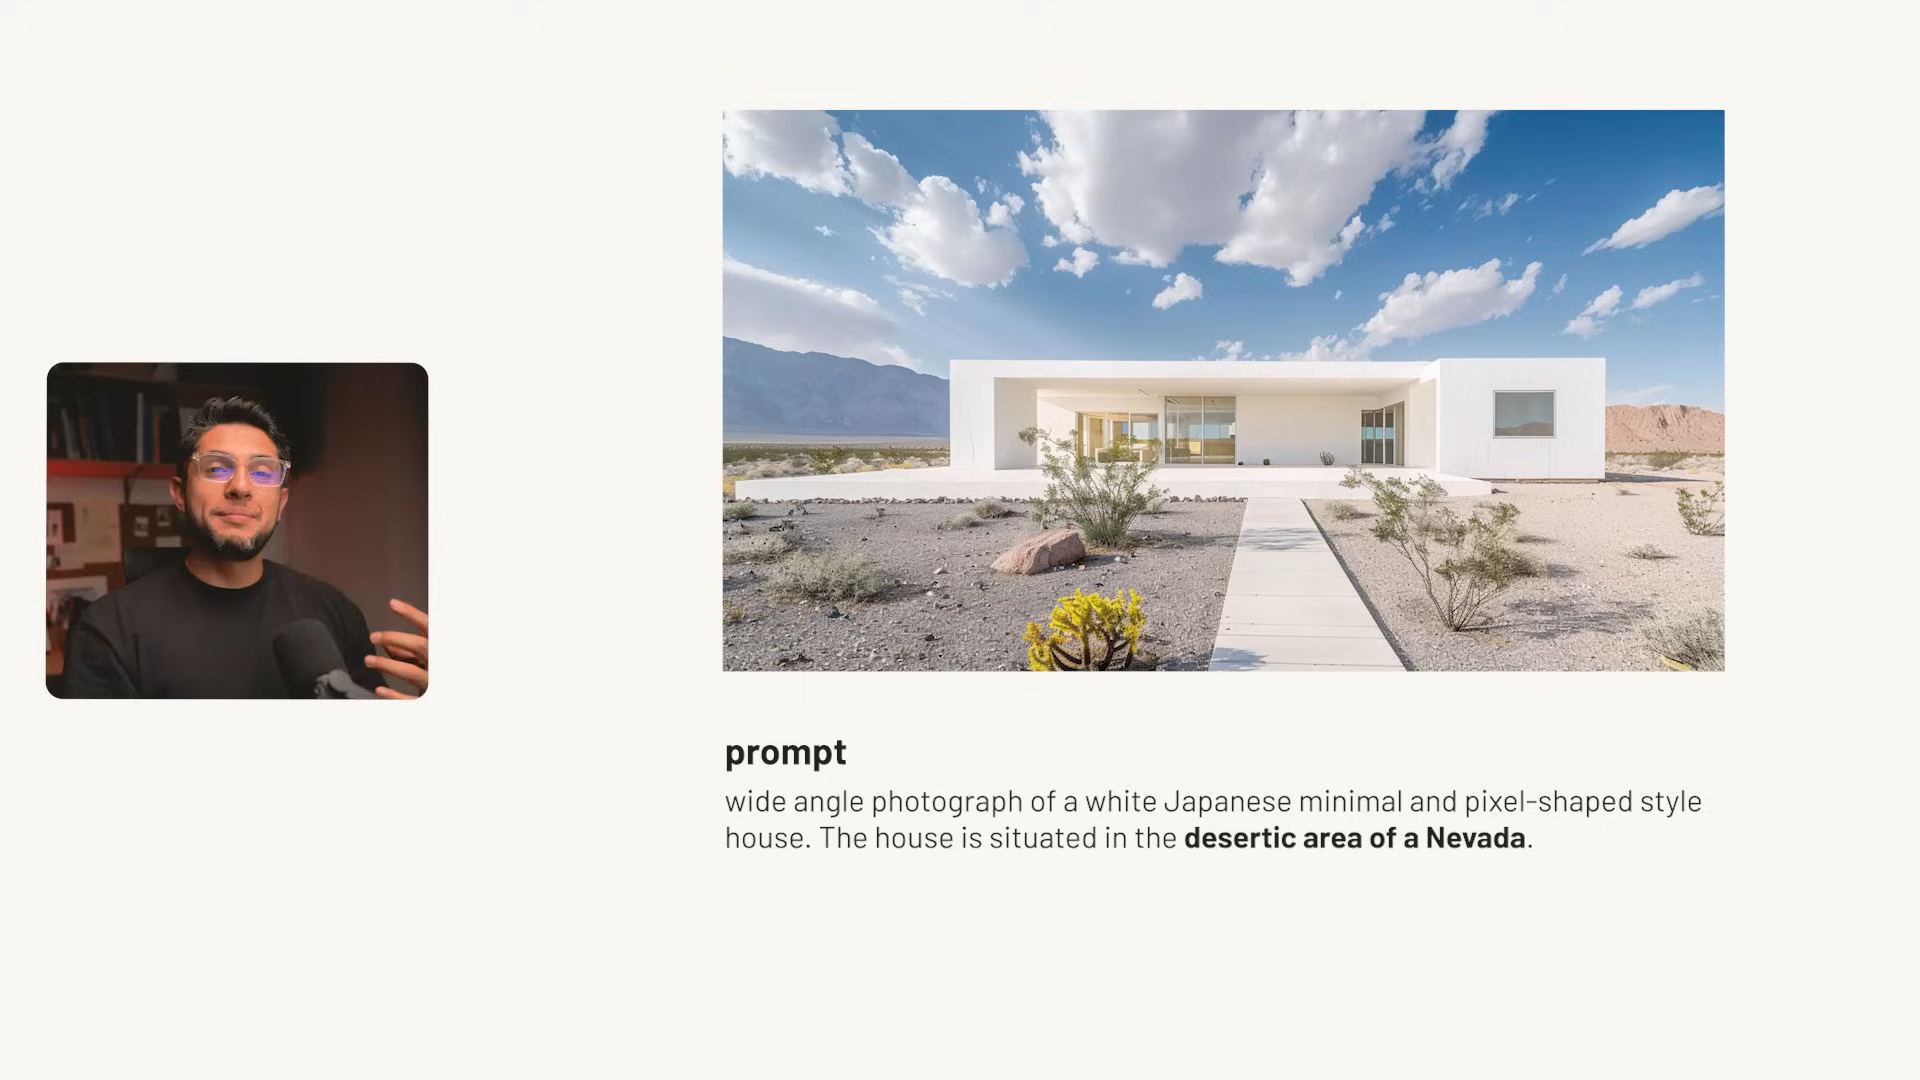 prompt
wide angle photograph of a white Japanese minimal and pixel-shaped style
house. The house is situated in the desertic area of a Nevada.